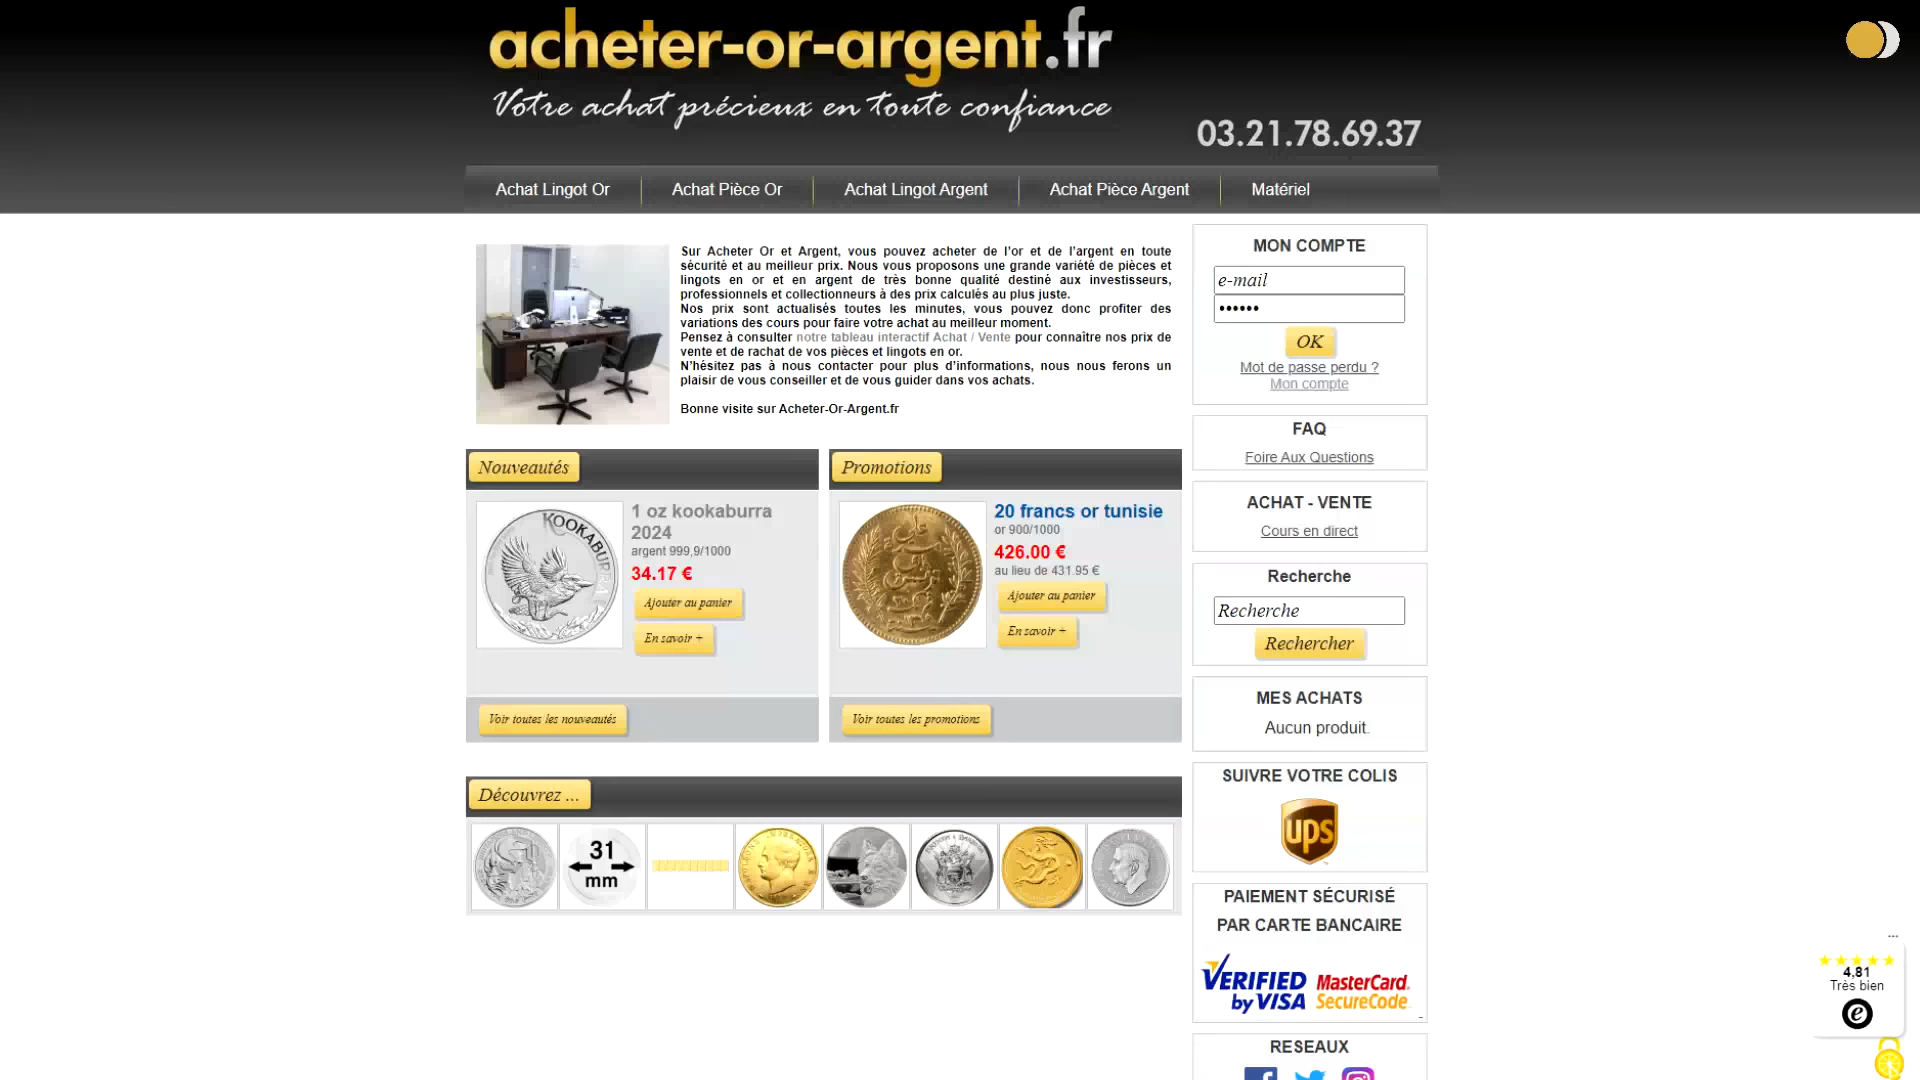 acheter-or-argent.fr
Votre achat précieux en toute confiance
03.21.78.69.37
Achat Lingot Or
Achat Pièce Or
Achat Lingot Argent
Achat Pièce Argent
Matériel
Sur Acheter Or et Argent, vous pouvez acheter de l’or et de l’argent en toute
sécurité et au meilleur prix. Nous vous proposons une grande variété de pièces et
lingots en or et en argent de très bonne qualité destiné aux investisseurs,
professionnels et collectionneurs à des prix calculés au plus juste.
Nos prix sont actualisés toutes les minutes, vous pouvez donc profiter des
variations des cours pour faire votre achat au meilleur moment.
Pensez à consulter notre tableau interactif Achat / Vente pour connaître nos prix de
vente et de rachat de vos pièces et lingots en or.
N’hésitez pas à nous contacter pour plus d’informations, nous nous ferons un
plaisir de vous conseiller et de vous guider dans vos achats.
Bonne visite sur Acheter-Or-Argent.fr
Nouveautés
KOOKABURRA
1 oz kookaburra
2024
argent 999,9/1000
34.17 €
Ajouter au panier
En savoir +
Voir toutes les nouveautés
Promotions
20 francs or tunisie
or 900/1000
426.00 €
au lieu de 431.95 €
Ajouter au panier
En savoir +
Voir toutes les promotions
Découvrez ...
31
mm
MON COMPTE
e-mail
••••••
OK
Mot de passe perdu ?
Mon compte
FAQ
Foire Aux Questions
ACHAT - VENTE
Cours en direct
Recherche
Recherche
Rechercher
MES ACHATS
Aucun produit.
SUIVRE VOTRE COLIS
ups
PAIEMENT SÉCURISÉ
PAR CARTE BANCAIRE
VERIFIED
by VISA
MasterCard.
SecureCode.
RESEAUX
...
4,81
Très bien
e